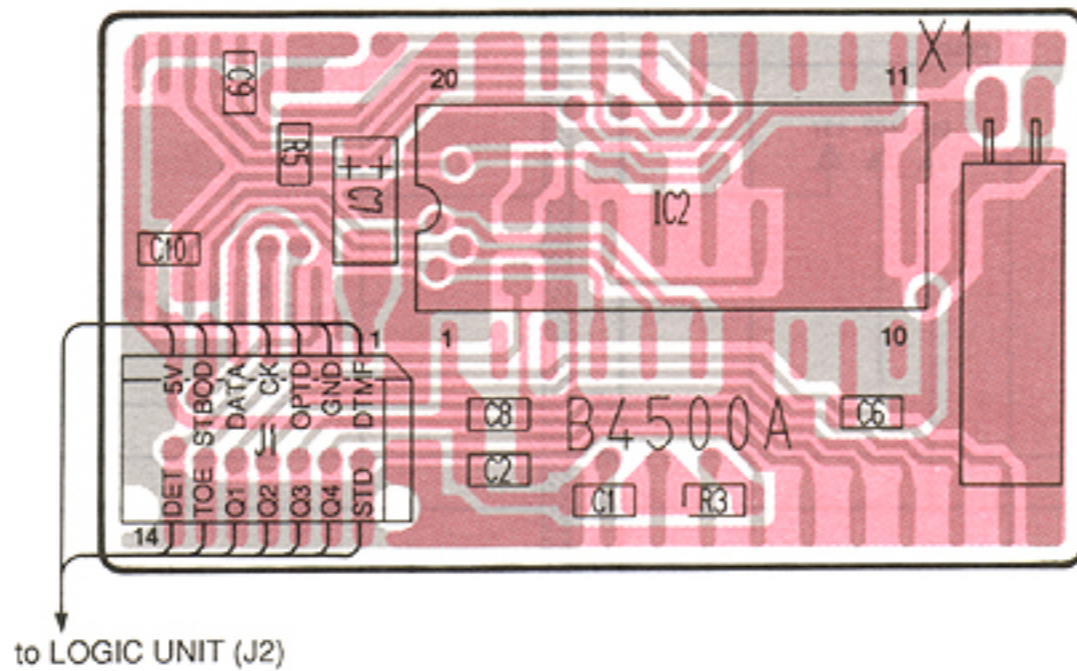 X1
C9
20
11
R5
C7
IC2
C10
1
1
10
5V
STBOD
DATA
CK
OPTD
GND
DTMF
J1
C8
B4500A
C6
C2
C1
R3
DET
TOE
Q1
Q2
Q3
Q4
STD
14
to LOGIC UNIT (J2)